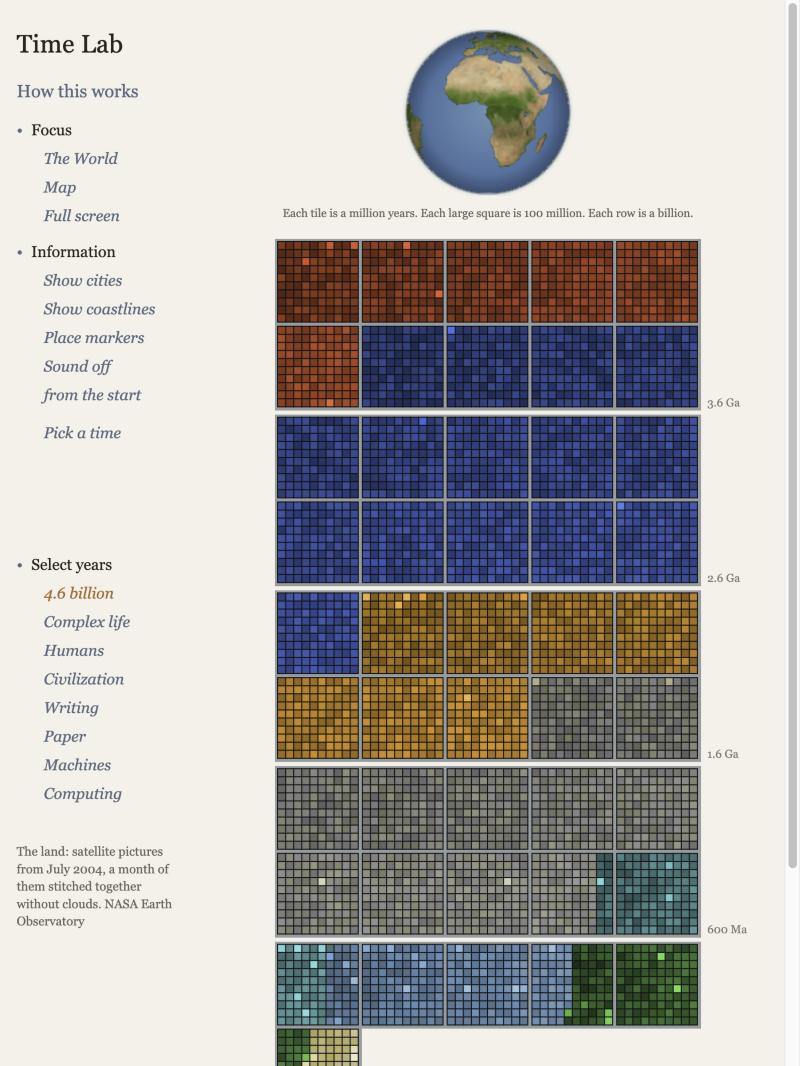 Time Lab
How this works
• Focus
The World
Map
Full screen
• Information
Show cities
Show coastlines
Place markers
Sound off
from the start
Pick a time
• Select years
4.6 billion
Complex life
Humans
Civilization
Writing
Paper
Machines
Computing
The land: satellite pictures
from July 2004, a month of
them stitched together
without clouds. NASA Earth
Observatory
Each tile is a million years. Each large square is 100 million. Each row is a billion.
3.6 Ga
2.6 Ga
1.6 Ga
600 Ma